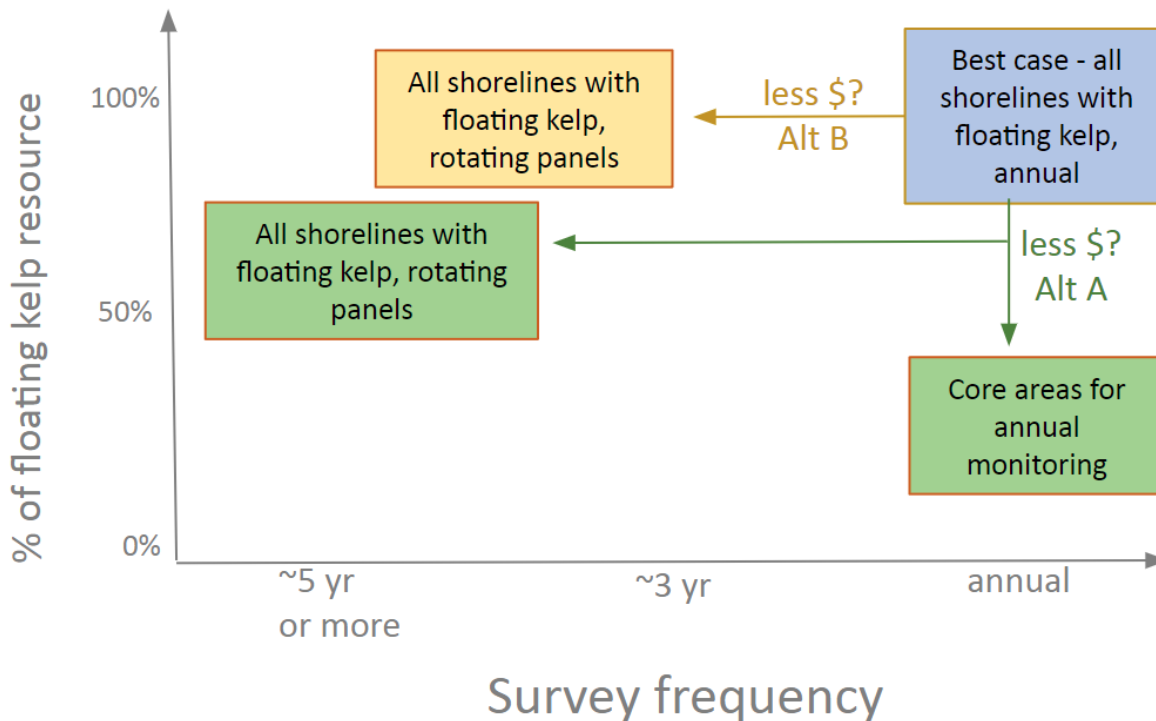 % of floating kelp resource
100%
50%
0%
All shorelines with
floating kelp,
rotating panels
less $?
Alt B
Best case - all
shorelines with
floating kelp,
annual
All shorelines with
floating kelp, rotating
panels
less $?
Alt A
Core areas for
annual
monitoring
~5 yr
or more
~3 yr
annual
Survey frequency